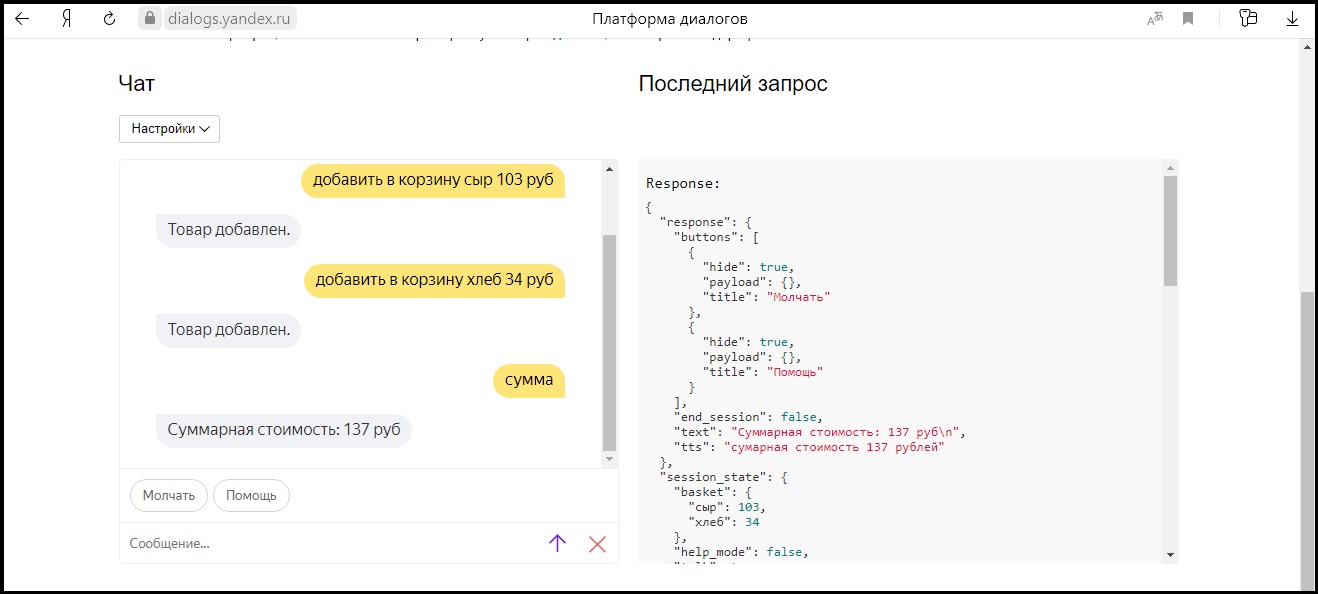 Я
dialogs.yandex.ru
Платформа диалогов
Чат
Настройки
добавить в корзину сыр 103 руб
Товар добавлен.
добавить в корзину хлеб 34 руб
Товар добавлен.
сумма
Суммарная стоимость: 137 руб
Молчать
Помощь
Сообщение...
Последний запрос
Response:
{
"response": {
"buttons": [
{
"hide": true,
"payload": {},
"title": "Молчать"
},
{
"hide": true,
"payload": {},
"title": "Помощь"
}
],
"end_session": false,
"text": "Суммарная стоимость: 137 руб\n",
"tts": "сумарная стоимость 137 рублей"
},
"session_state": {
"basket": {
"сыр": 103,
"хлеб": 34
},
"help_mode": false,